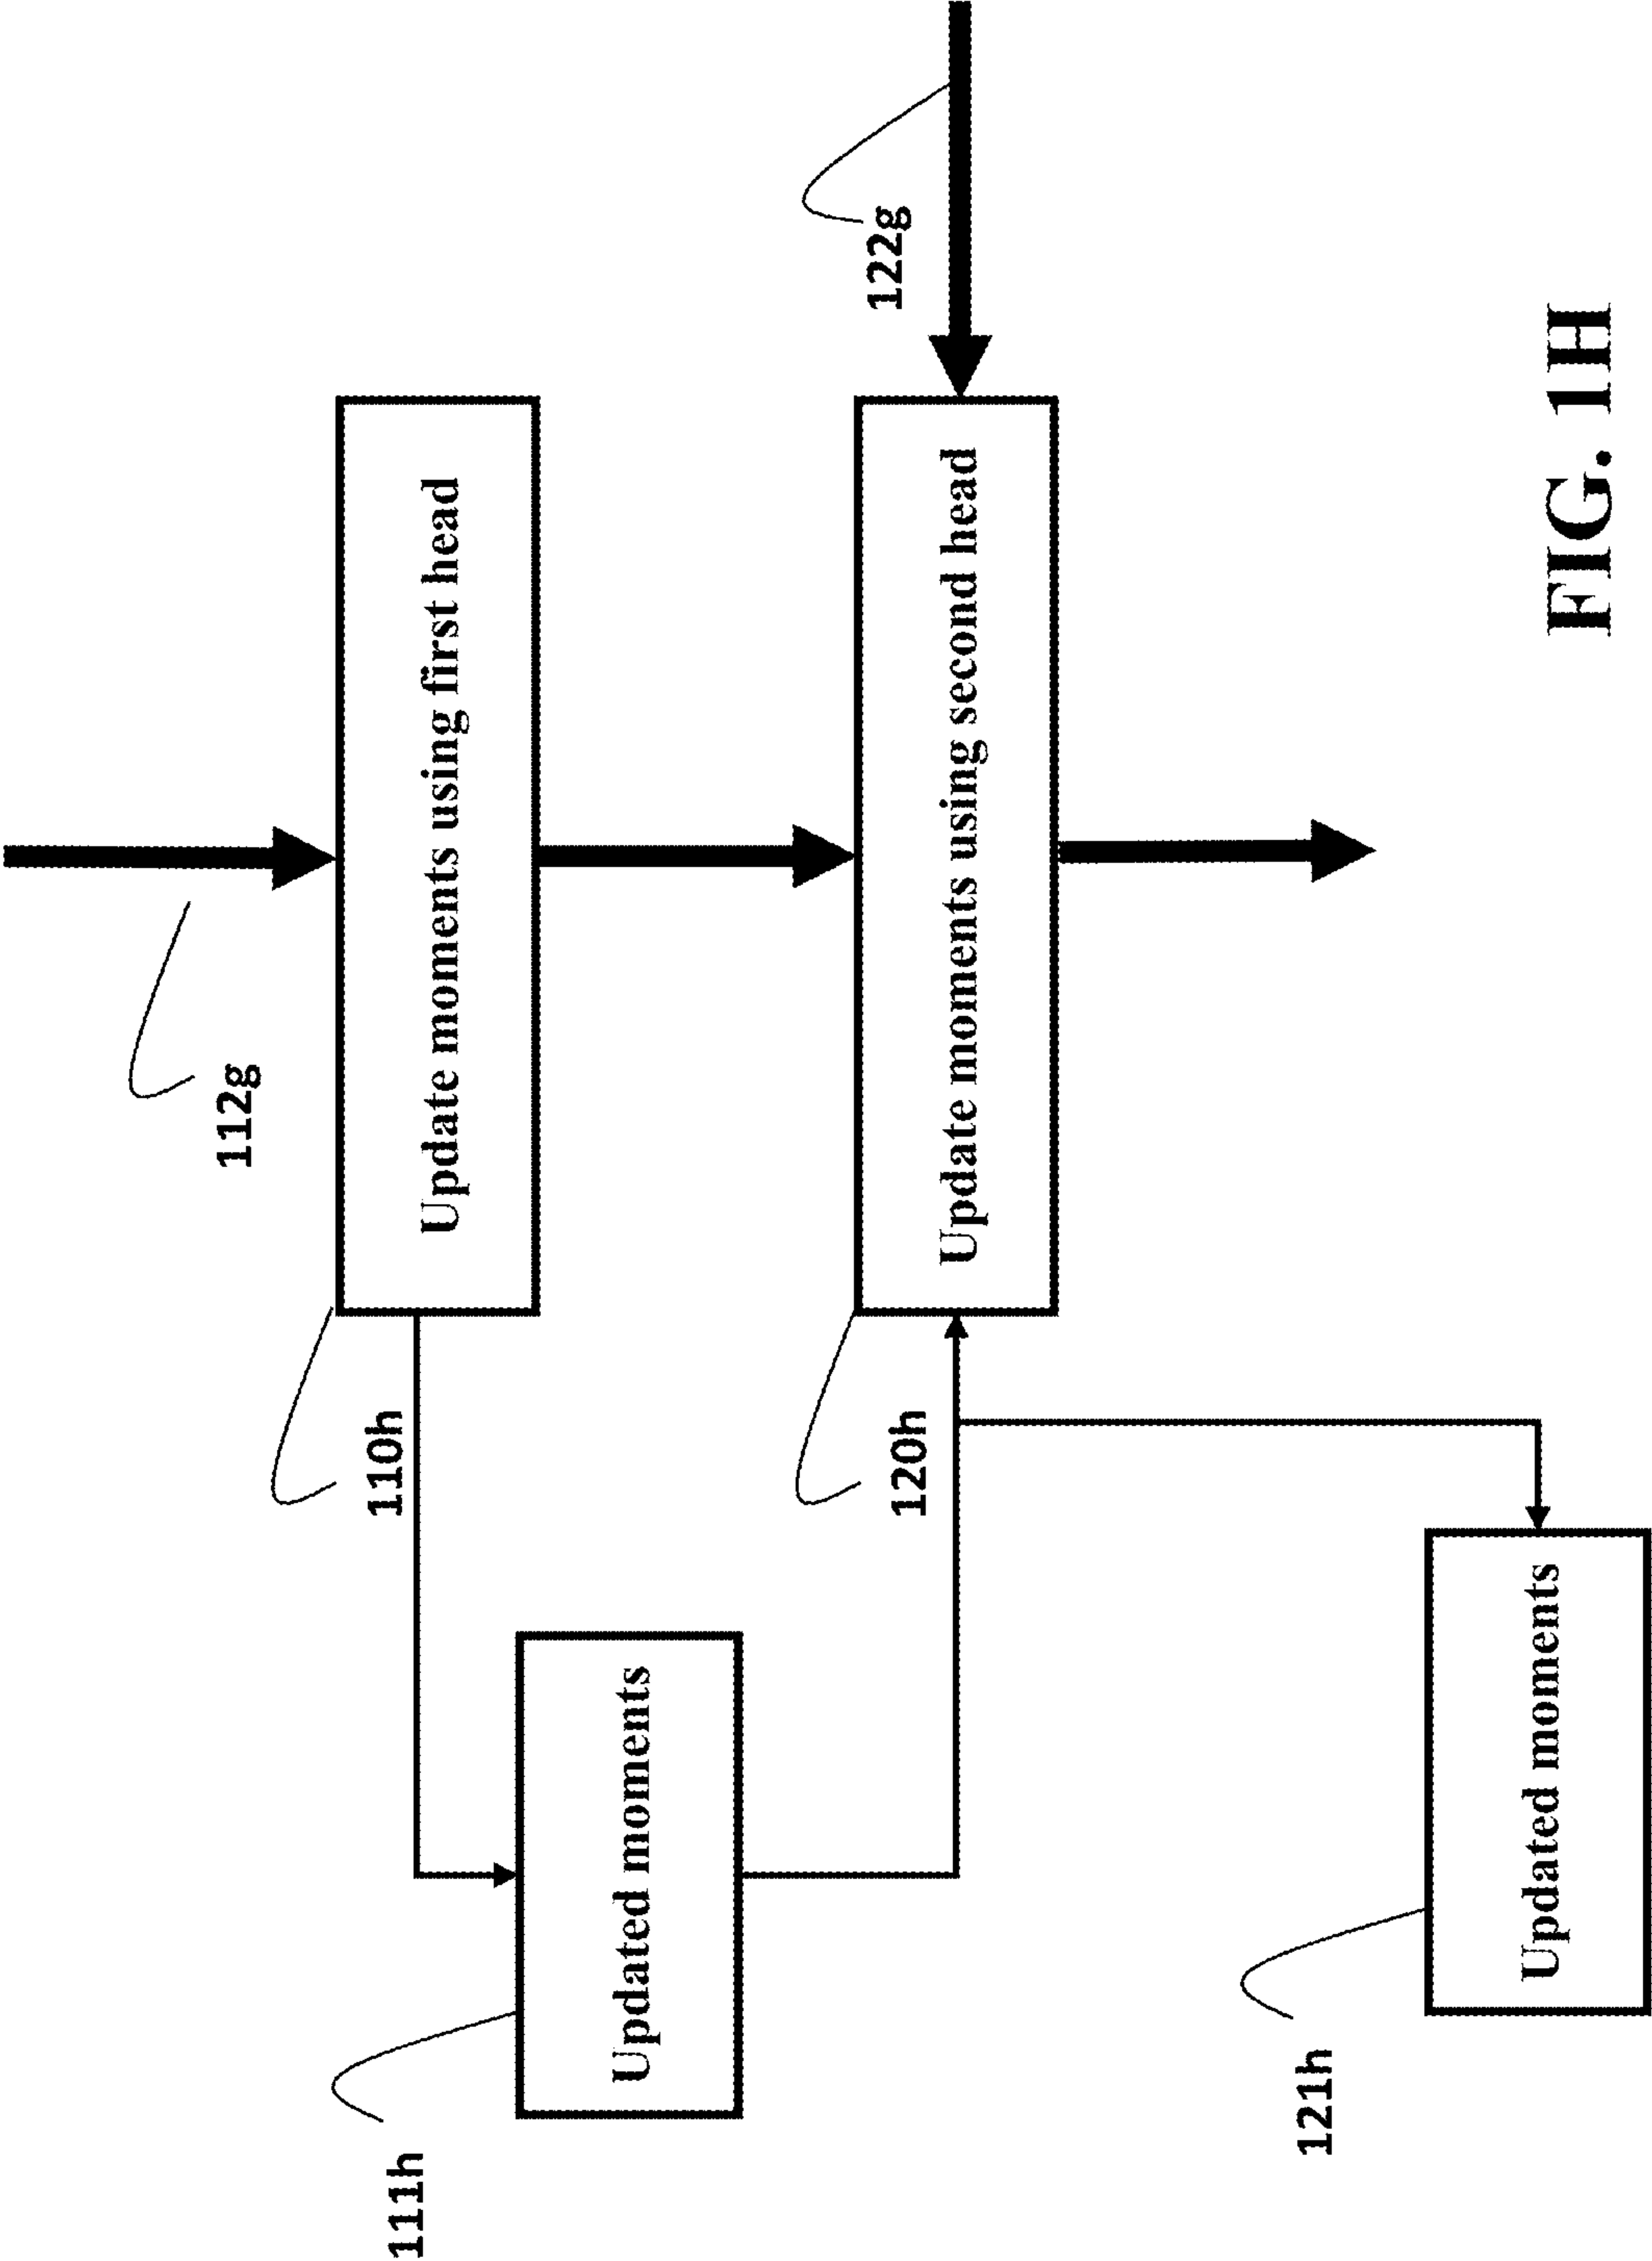 112g
110h
Update moments using first head
111h
Updated moments
122g
120h
Update moments using second head
121h
Updated moments
FIG. 1H